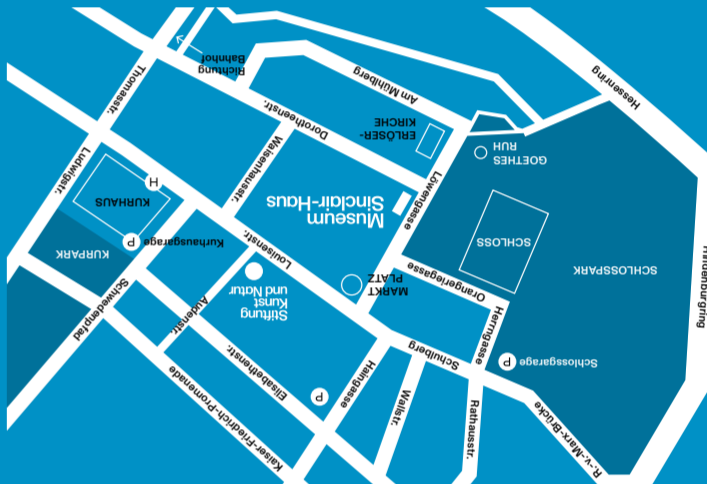 R.-v.-Marx-Brücke
Rathausstr.
Wallstr.
Kaiser-Friedrich-Promenade
Haingasse
P
Elisabethenstr.
Schlossgarage
P
Schulberg
Herrngasse
Audenstr.
Schwedenpfad
Stiftung
Kunst
und Natur
MARKT
PLATZ
Orangeriegasse
SCHLOSSPARK
SCHLOSS
Hindenburgring
Louisenstr.
Kurhausgarage
P
KURPARK
Museum
Sinclair-Haus
KURHAUS
H
Löwengasse
Waisenhausstr.
Ludwigstr.
GOETHES
RUH
ERLÖSER-
KIRCHE
Dorotheenstr.
Am Mühlberg
Thomasstr.
Hessenring
Richtung
Bahnhof